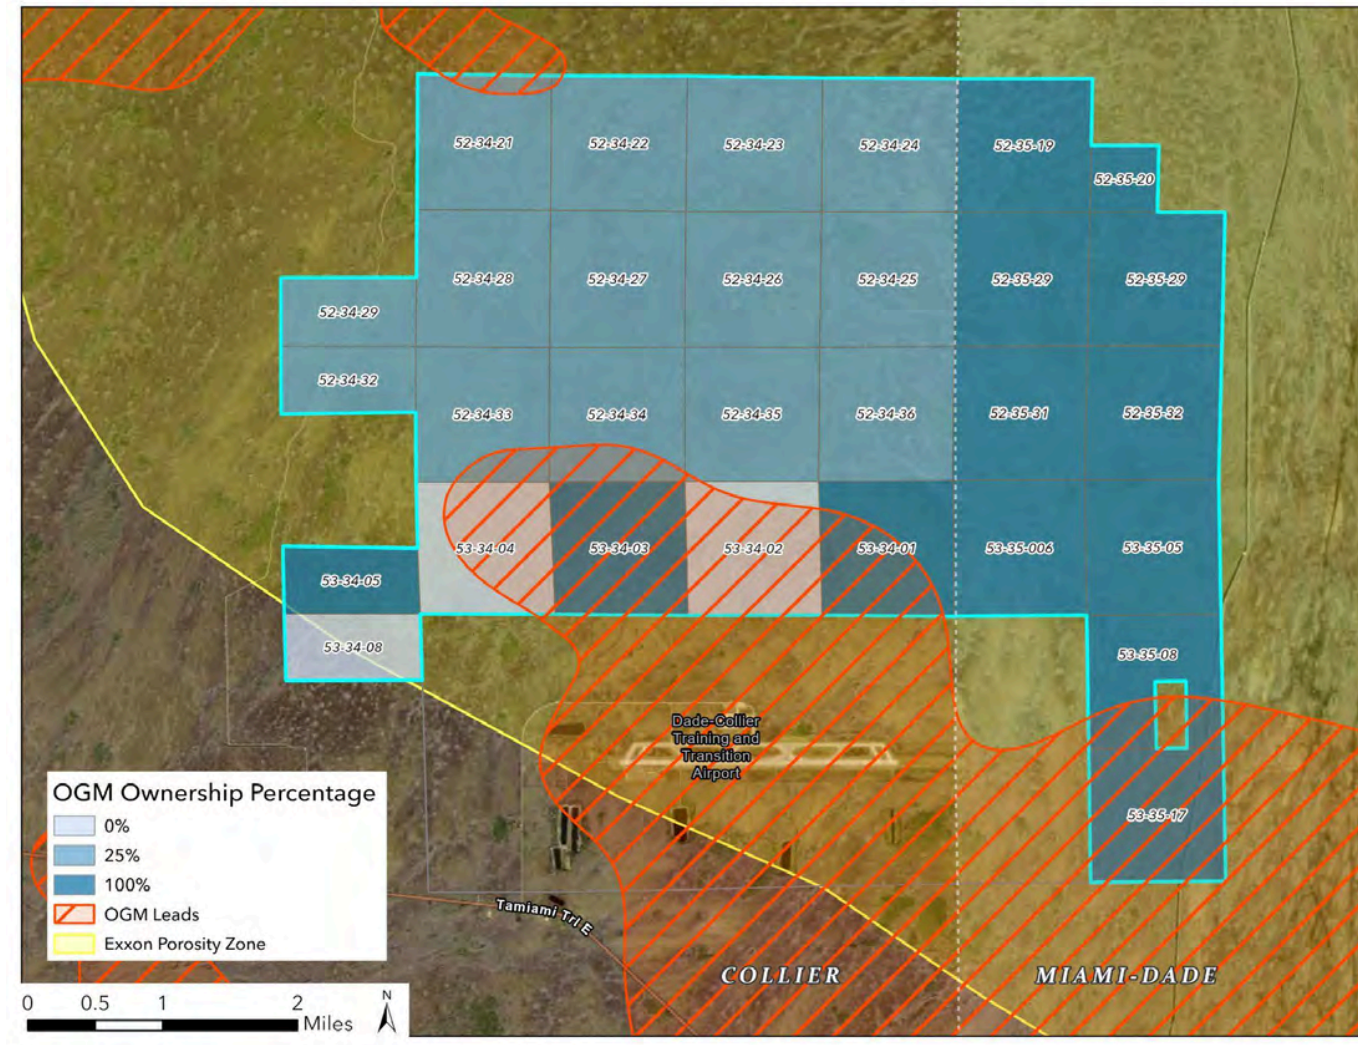 52-34-21
52-34-22
52-34-23
52-34-24
52-35-19
52-35-20
52-34-28
52-34-27
52-34-26
52-34-25
52-35-29
52-35-29
52-34-29
52-34-32
52-34-33
52-34-34
52-34-35
52-34-36
52-35-31
52-35-32
53-34-04
53-34-03
53-34-02
53-34-01
53-35-006
53-35-05
53-34-05
53-34-08
53-35-08
Dade-Collier
Training and
Transition
Airport
53-35-17
OGM Ownership Percentage
0%
25%
100%
OGM Leads
Exxon Porosity Zone
Tamiami Trl E
COLLIER
MIAMI-DADE
0 0.5 1 2
Miles
N